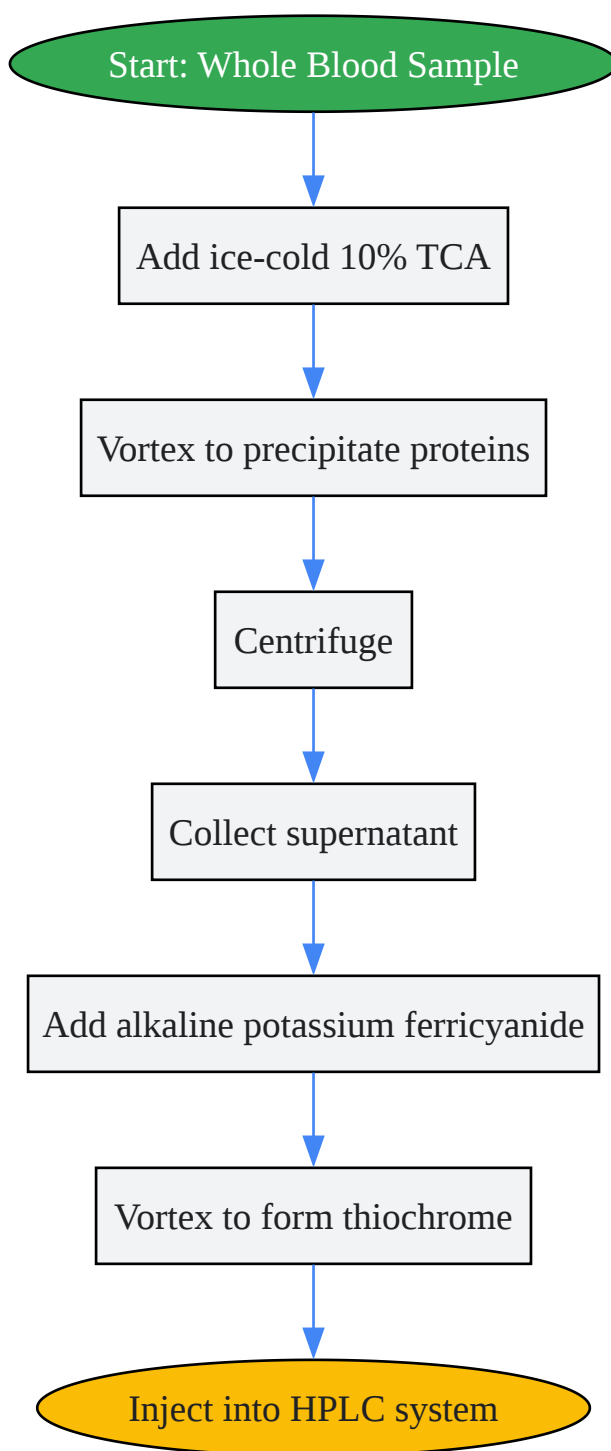 Start: Whole Blood Sample
Add ice-cold 10% TCA
Vortex to precipitate proteins
Centrifuge
Collect supernatant
Add alkaline potassium ferricyanide
Vortex to form thiochrome
Inject into HPLC system